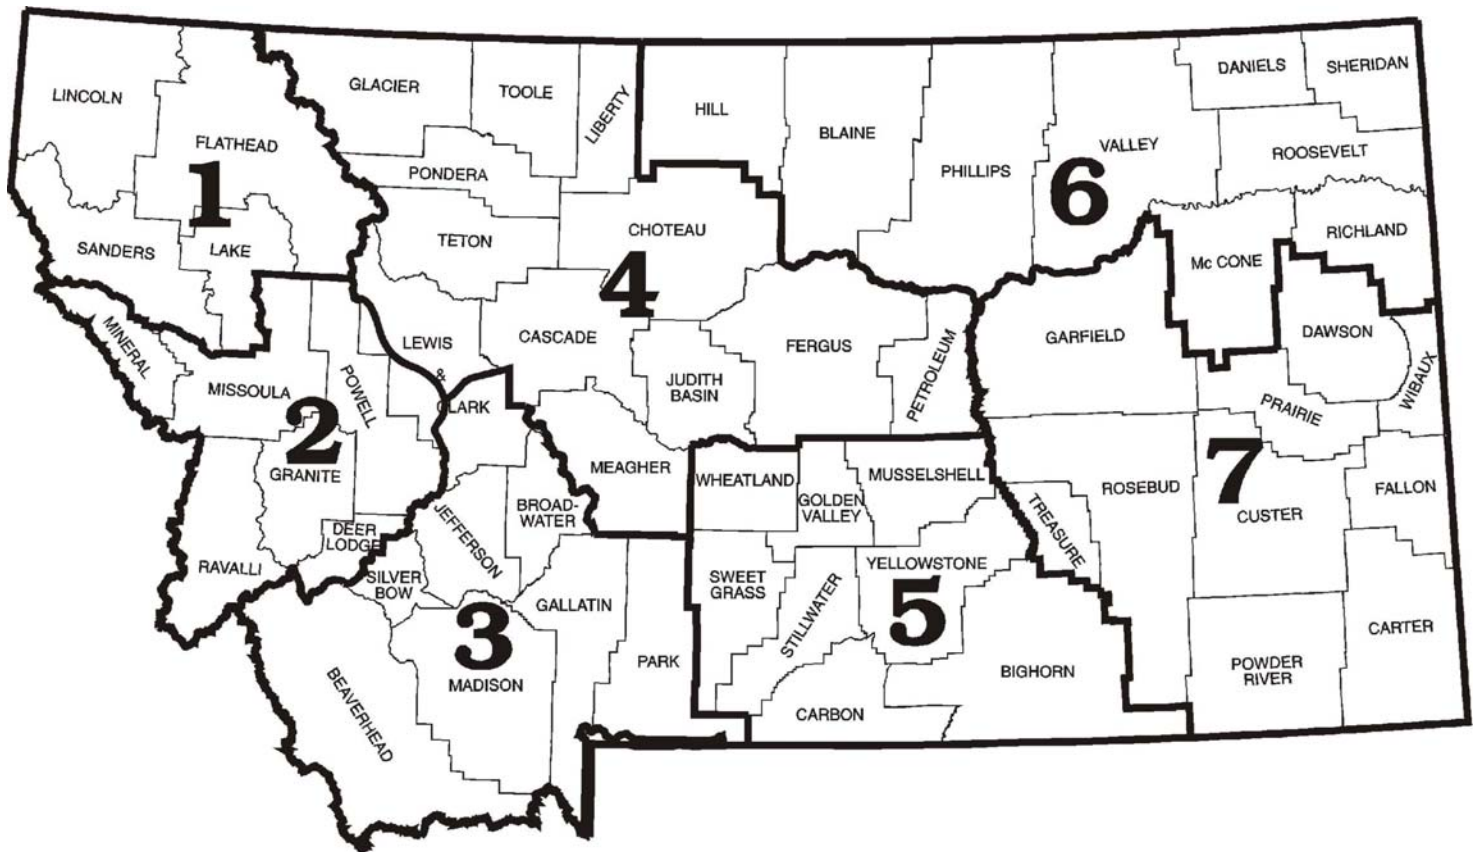 LINCOLN
FLATHEAD
1
SANDERS
LAKE
GLACIER
TOOLE
LIBERTY
PONDERA
TETON
CHOTEAU
4
LEWIS
&
CLARK
CASCADE
JUDITH
BASIN
FERGUS
PETROLEUM
MEAGHER
HILL
BLAINE
PHILLIPS
VALLEY
6
DANIELS
SHERIDAN
ROOSEVELT
RICHLAND
Mc CONE
MINERAL
MISSOULA
POWELL
2
GRANITE
RAVALLI
DEER
LODGE
SILVER
BOW
JEFFERSON
BROAD-
WATER
GALLATIN
3
MADISON
BEAVERHEAD
PARK
WHEATLAND
GOLDEN
VALLEY
MUSSELSHELL
SWEET
GRASS
STILLWATER
YELLOWSTONE
5
CARBON
BIGHORN
GARFIELD
DAWSON
WIBAUX
PRAIRIE
7
ROSEBUD
TREASURE
CUSTER
FALLON
POWDER
RIVER
CARTER